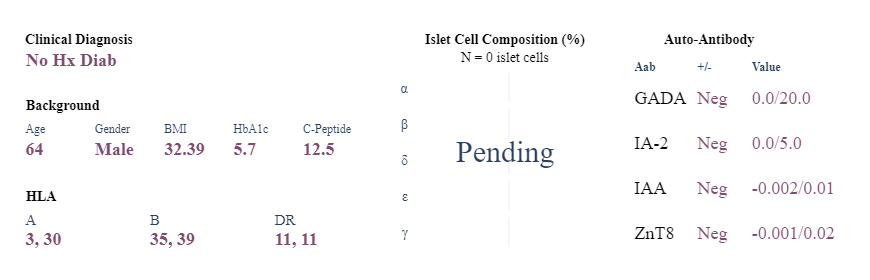 Clinical Diagnosis
No Hx Diab
Background
Age Gender BMI HbA1c C-Peptide
64 Male 32.39 5.7 12.5
HLA
A B DR
3, 30 35, 39 11, 11
Islet Cell Composition (%)
N = 0 islet cells
α
β
δ
ε
γ
Pending
Auto-Antibody
Aab +/- Value
GADA Neg 0.0/20.0
IA-2 Neg 0.0/5.0
IAA Neg -0.002/0.01
ZnT8 Neg -0.001/0.02